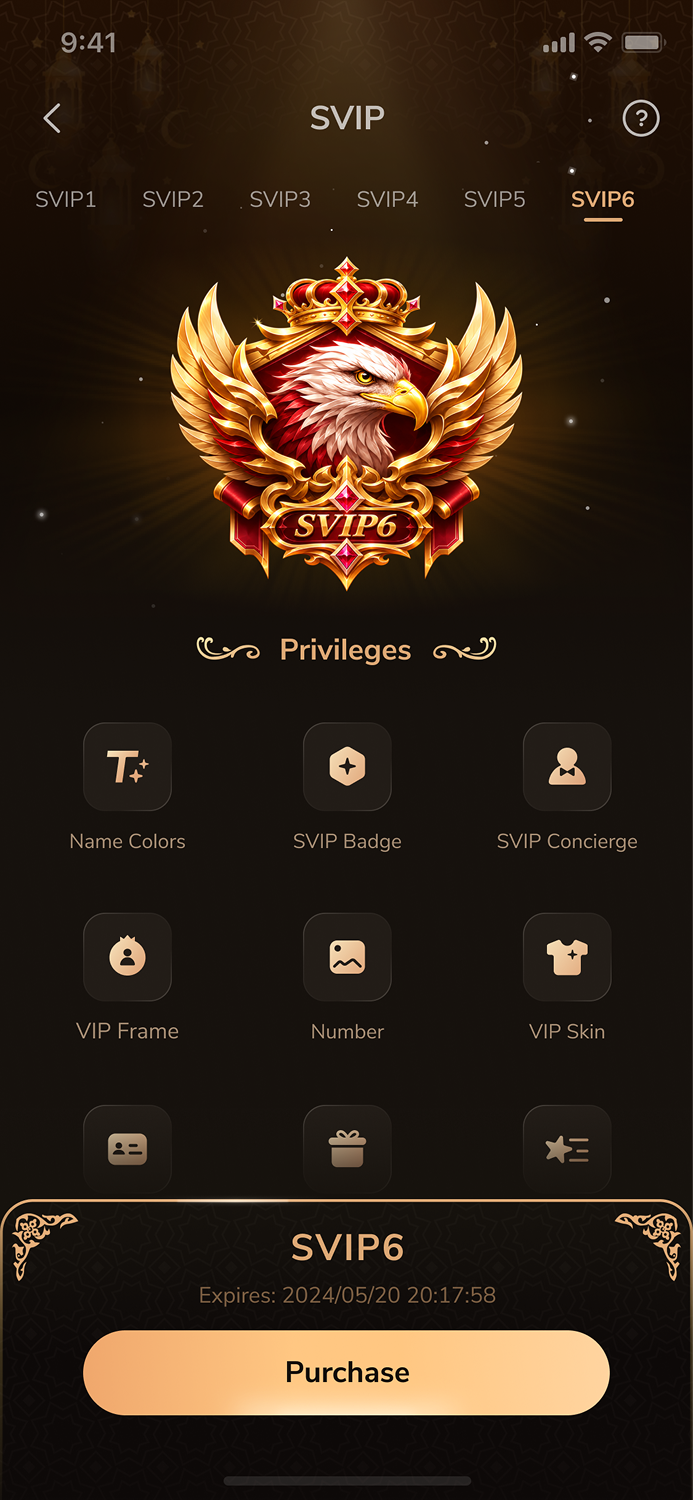 9:41
SVIP
?
SVIP1 SVIP2 SVIP3 SVIP4 SVIP5 SVIP6
SVIP6
Privileges
T
Name Colors SVIP Badge SVIP Concierge
VIP Frame Number VIP Skin
SVIP6
Expires: 2024/05/20 20:17:58
Purchase